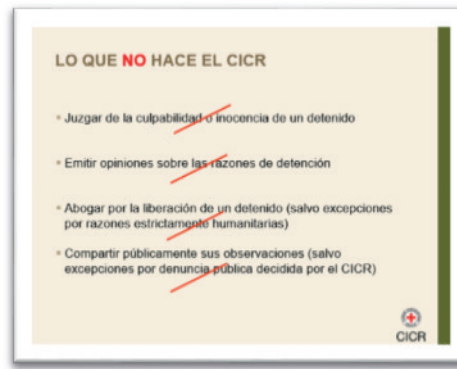 LO QUE NO HACE EL CICR
Juzgar de la culpabilidad o inocencia de un detenido
Emitir opiniones sobre las razones de detención
Abogar por la liberación de un detenido (salvo excepciones
por razones estrictamente humanitarias)
Compartir públicamente sus observaciones (salvo
excepciones por denuncia pública decidida por el CICR)
CICR